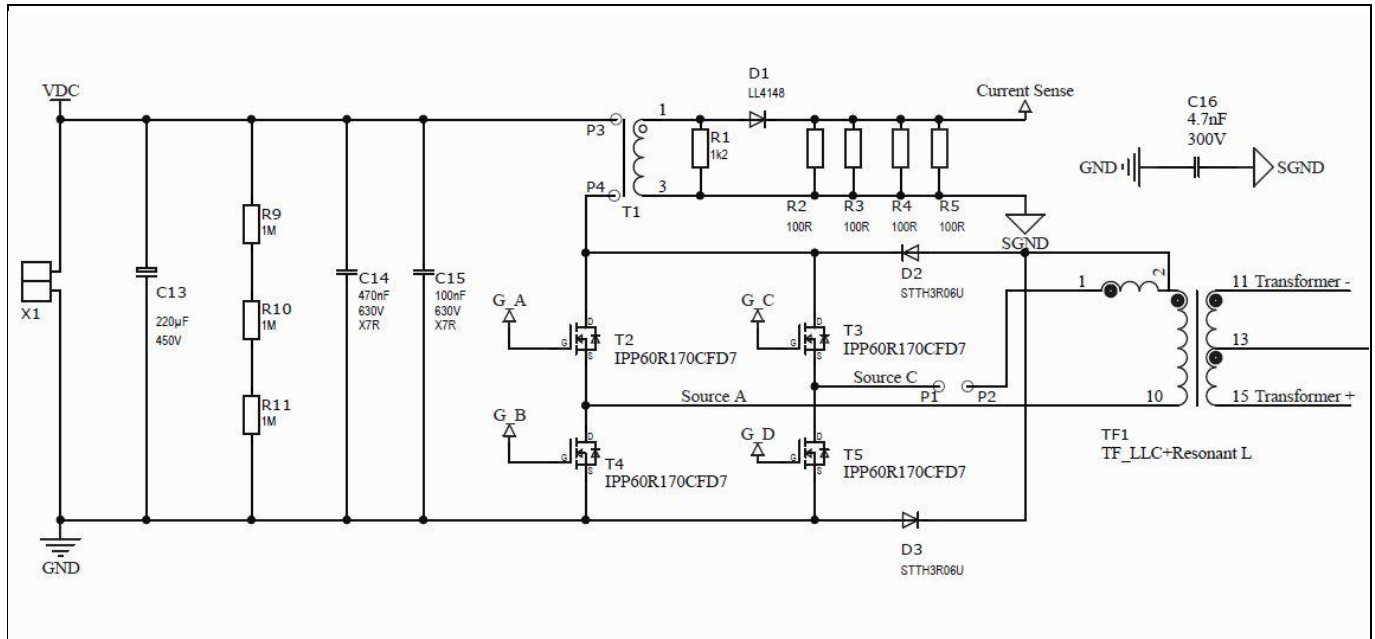 VDC
X1
C13
220µF
450V
R9
1M
R10
1M
R11
1M
C14
470nF
630V
X7R
C15
100nF
630V
X7R
P3
P4
1
3
T1
R1
1k2
D1
LL4148
R2
100R
R3
100R
R4
100R
R5
100R
Current Sense
SGND
C16
4.7nF
300V
GND
SGND
D2
STTH3R06U
G_A
G
D
S
T2
IPP60R170CFD7
G_C
G
D
S
T3
IPP60R170CFD7
Source C
P1
P2
Source A
G_B
G
D
S
T4
IPP60R170CFD7
G_D
G
D
S
T5
IPP60R170CFD7
1
2
10
11 Transformer -
13
15 Transformer +
TF1
TF_LLC+Resonant L
D3
STTH3R06U
GND